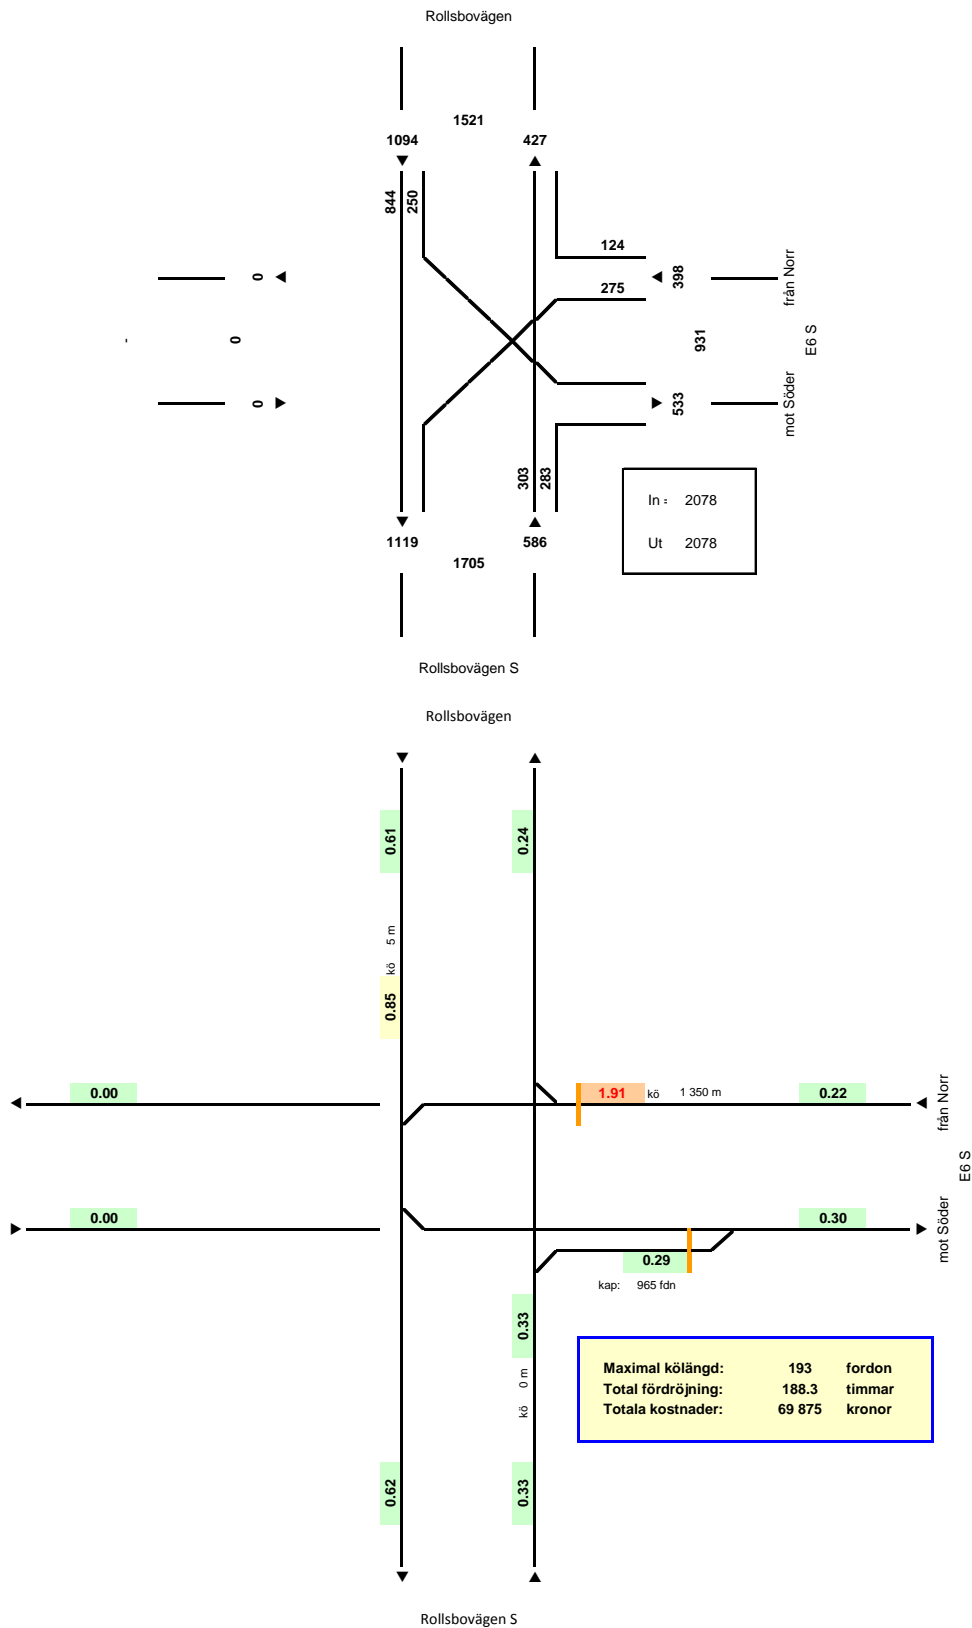 Rollsbovägen
1521
1094
427
844
250
124
398
från Norr
0
275
-
0
931
E6 S
0
533
mot Söder
303
283
In = 2078
Ut 2078
1119
586
1705
Rollsbovägen S
Rollsbovägen
0.61
0.24
kö 5 m
0.85
0.00
1.91
kö 1 350 m
0.22
från Norr
E6 S
0.00
0.30
mot Söder
0.29
kap: 965 fdn
0.33
kö 0 m
Maximal kölängd: 193 fordon
Total fördröjning: 188.3 timmar
Totala kostnader: 69 875 kronor
0.62
0.33
Rollsbovägen S